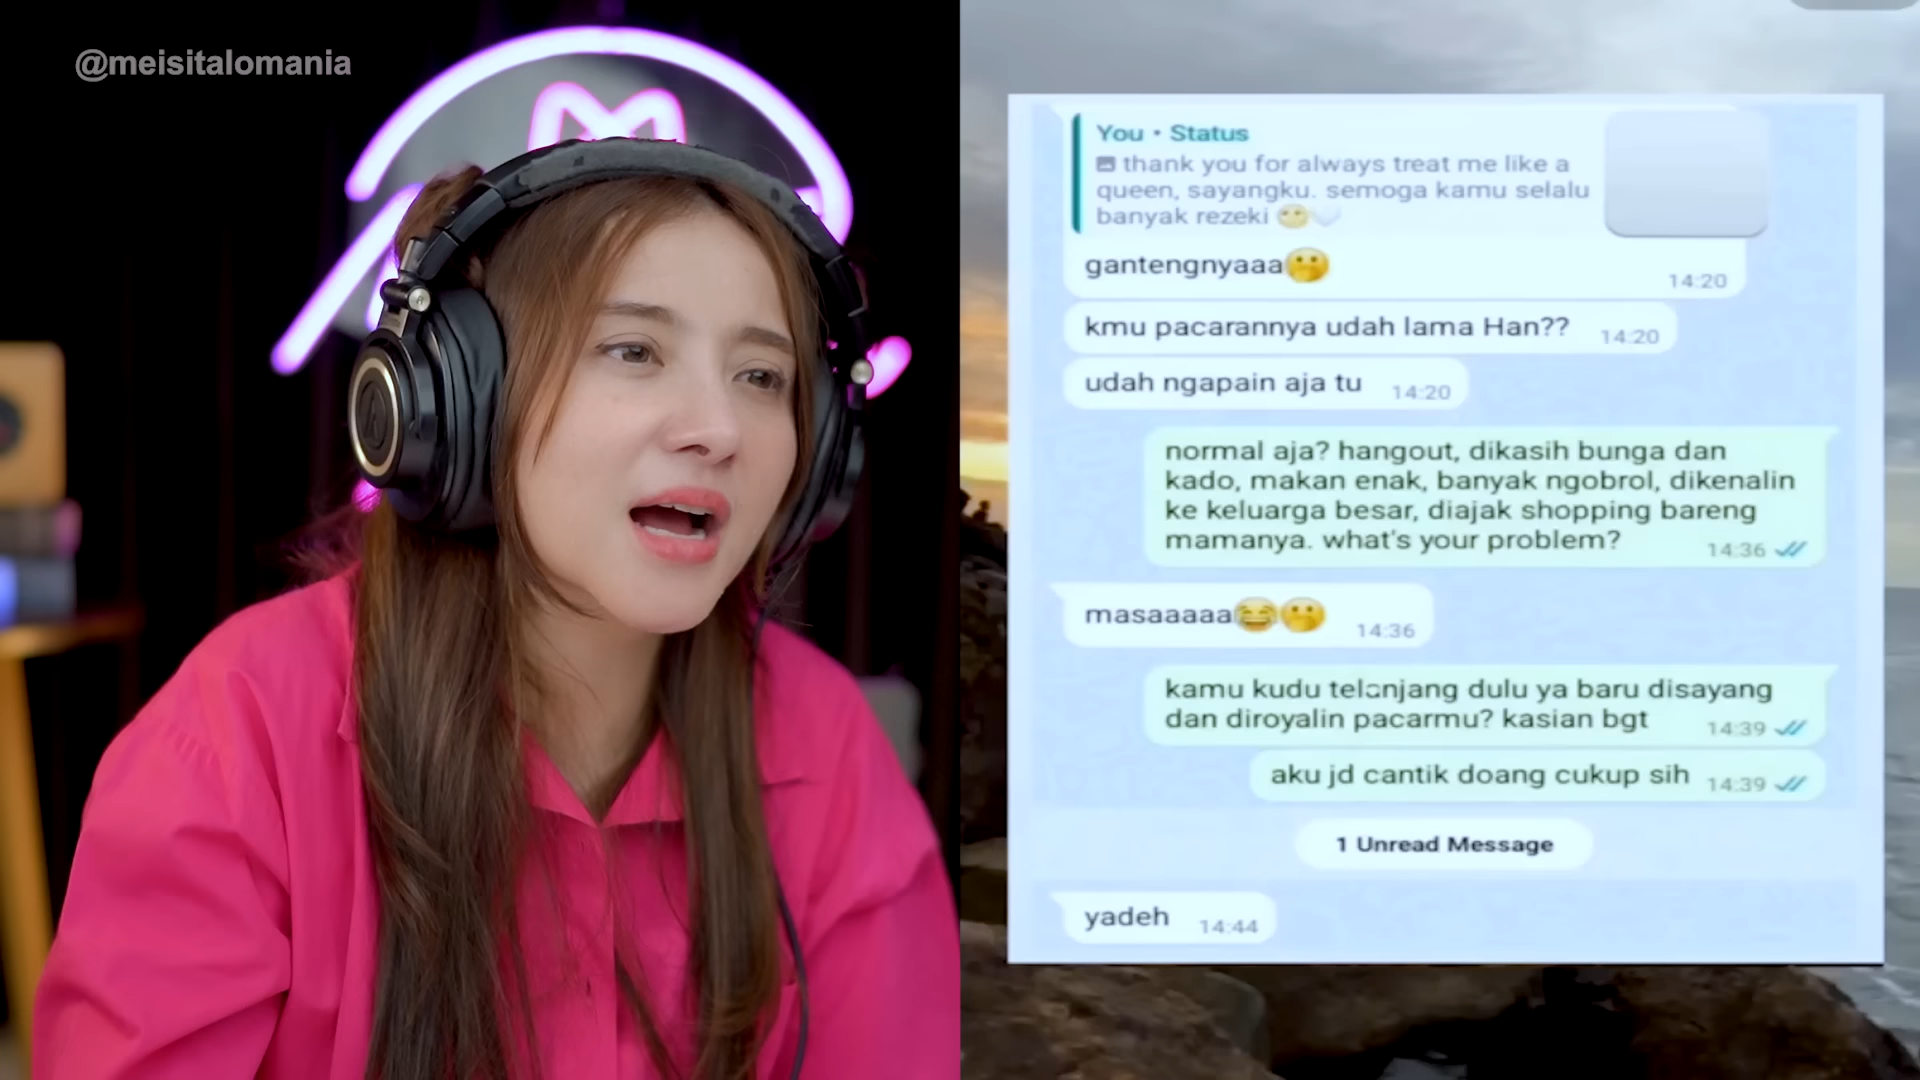 @meisitalomania
You • Status
thank you for always treat me like a
queen, sayangku. semoga kamu selalu
banyak rezeki 😶🤍
gantengnyaaa🫢
14:20
kmu pacarannya udah lama Han??
14:20
udah ngapain aja tu
14:20
normal aja? hangout, dikasih bunga dan
kado, makan enak, banyak ngobrol, dikenalin
ke keluarga besar, diajak shopping bareng
mamanya. what's your problem?
14:36
masaaaaa😂🫢
14:36
kamu kudu telanjang dulu ya baru disayang
dan diroyalin pacarmu? kasian bgt
14:39
aku jd cantik doang cukup sih
14:39
1 Unread Message
yadeh
14:44